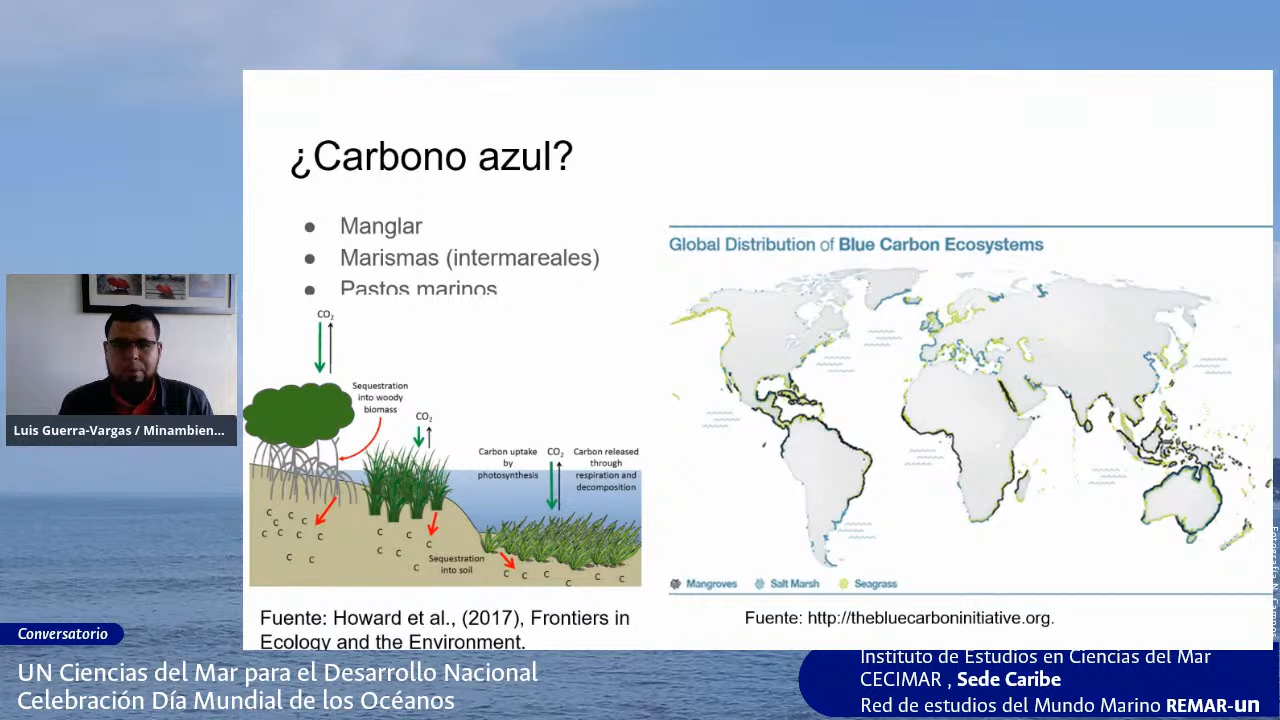 ¿Carbono azul?
● Manglar
● Marismas (intermareales)
● Pastos marinos
Global Distribution of Blue Carbon Ecosystems
CO₂
Sequestration
into woody
biomass
CO₂
Carbon uptake
by
photosynthesis
CO₂
Carbon released
through
respiration and
decomposition
C C C C C C C C
C C C C C C
Sequestration
into soil
C C C C C C
Mangroves Salt Marsh Seagrass
Fuente: Howard et al., (2017), Frontiers in
Ecology and the Environment.
Fuente: http://thebluecarboninitiative.org.
Luis Guerra-Vargas / Minambien...
Conversatorio
UN Ciencias del Mar para el Desarrollo Nacional
Celebración Día Mundial de los Océanos
Instituto de Estudios en Ciencias del Mar
CECIMAR , Sede Caribe
Red de estudios del Mundo Marino REMAR-un